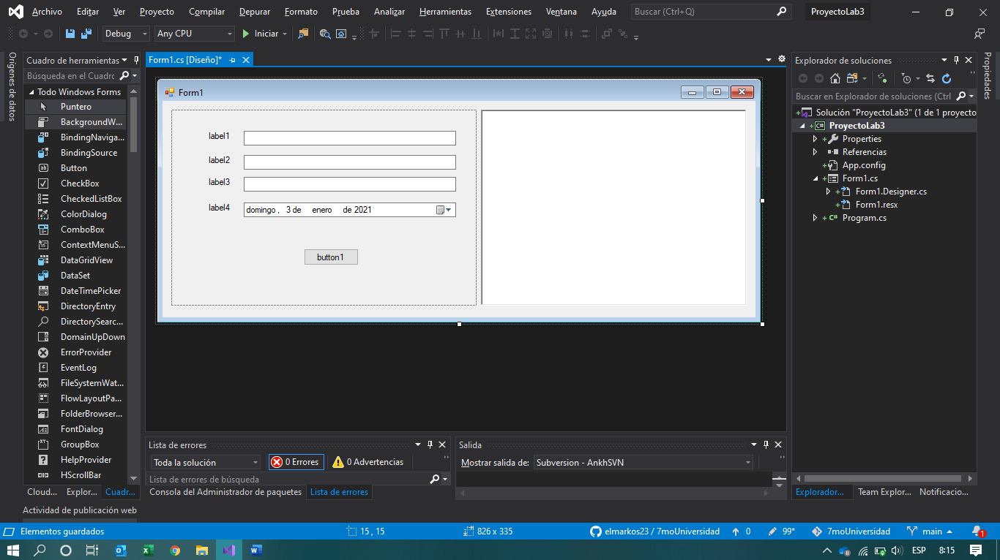 Archivo Editar Ver Proyecto Compilar Depurar Formato Prueba Analizar Herramientas Extensiones Ventana Ayuda Buscar (Ctrl+Q) ProyectoLab3
Debug Any CPU Iniciar
Orígenes de datos
Cuadro de herramientas
Búsqueda en el Cuadrc
Todo Windows Forms
Puntero
BackgroundW...
BindingNaviga...
BindingSource
Button
CheckBox
CheckedListBox
ColorDialog
ComboBox
ContextMenuS...
DataGridView
DataSet
DateTimePicker
DirectoryEntry
DirectorySearc...
DomainUpDown
ErrorProvider
EventLog
FileSystemWat...
FlowLayoutPa...
FolderBrowser...
FontDialog
GroupBox
HelpProvider
HScrollBar
Cloud... Explor... Cuadr...
Form1.cs [Diseño]*
Form1
label1
label2
label3
label4 domingo , 3 de enero de 2021
button1
Lista de errores
Toda la solución 0 Errores 0 Advertencias
Lista de errores de búsqueda
Consola del Administrador de paquetes Lista de errores
Salida
Mostrar salida de: Subversion - AnkhSVN
Explorador de soluciones
Buscar en Explorador de soluciones (Ctrl
Solución "ProyectoLab3" (1 de 1 proyecto
ProyectoLab3
Properties
Referencias
App.config
Form1.cs
Form1.Designer.cs
Form1.resx
Program.cs
Explorador... Team Explor... Notificacio...
Propiedades
Actividad de publicación web
Elementos guardados 15 , 15 826 x 335 elmarkos23 / 7moUniversidad 0 99* 7moUniversidad main 1
ESP 8:15